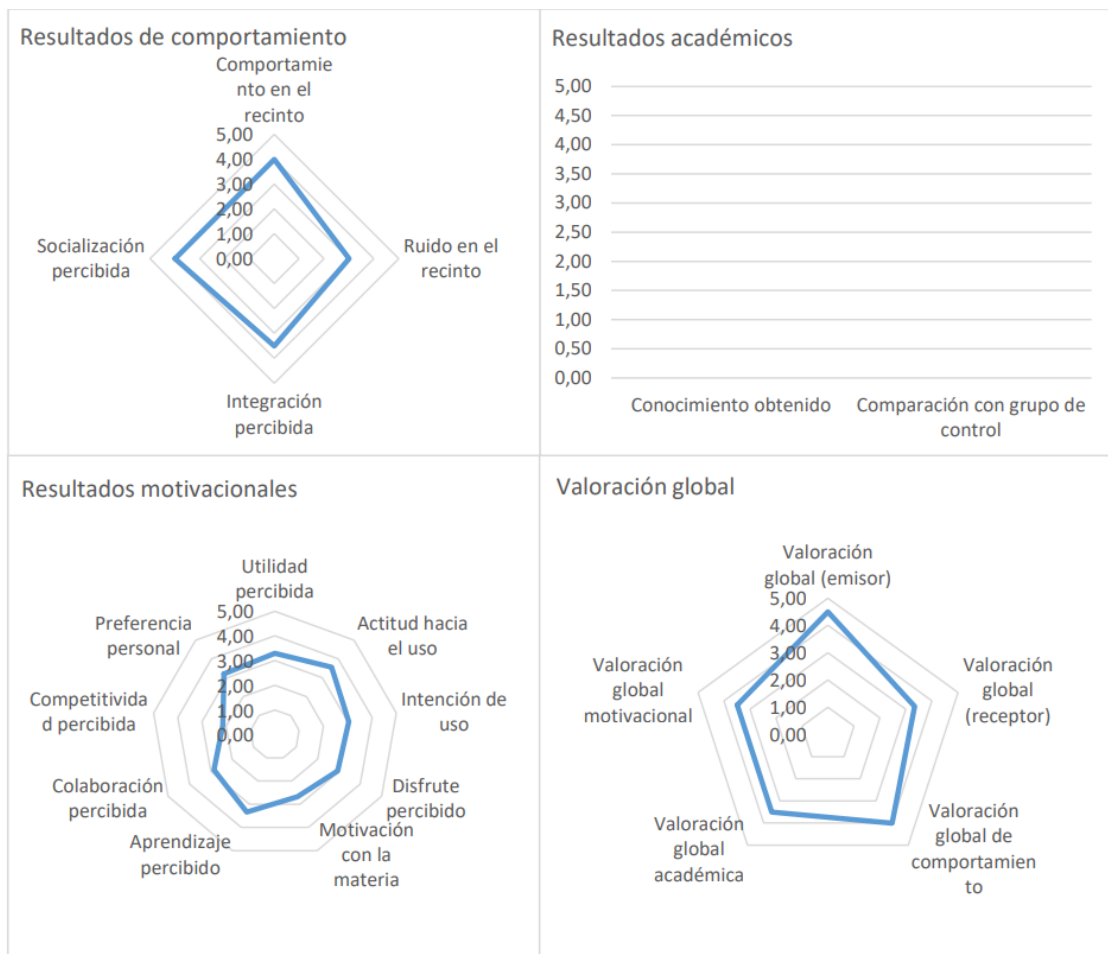 Resultados de comportamiento
Comportamie
nto en el
recinto
5,00
4,00
3,00
2,00
1,00
0,00
Socialización
percibida
Ruido en el
recinto
Integración
percibida
Resultados académicos
5,00
4,50
4,00
3,50
3,00
2,50
2,00
1,50
1,00
0,50
0,00
Conocimiento obtenido
Comparación con grupo de
control
Resultados motivacionales
Utilidad
percibida
5,00
4,00
3,00
2,00
1,00
0,00
Actitud hacia
el uso
Intención de
uso
Disfrute
percibido
Motivación
con la
materia
Aprendizaje
percibido
Colaboración
percibida
Competitivida
d percibida
Preferencia
personal
Valoración global
Valoración
global (emisor)
5,00
4,00
3,00
2,00
1,00
0,00
Valoración
global
(receptor)
Valoración
global de
comportamien
to
Valoración
global
académica
Valoración
global
motivacional